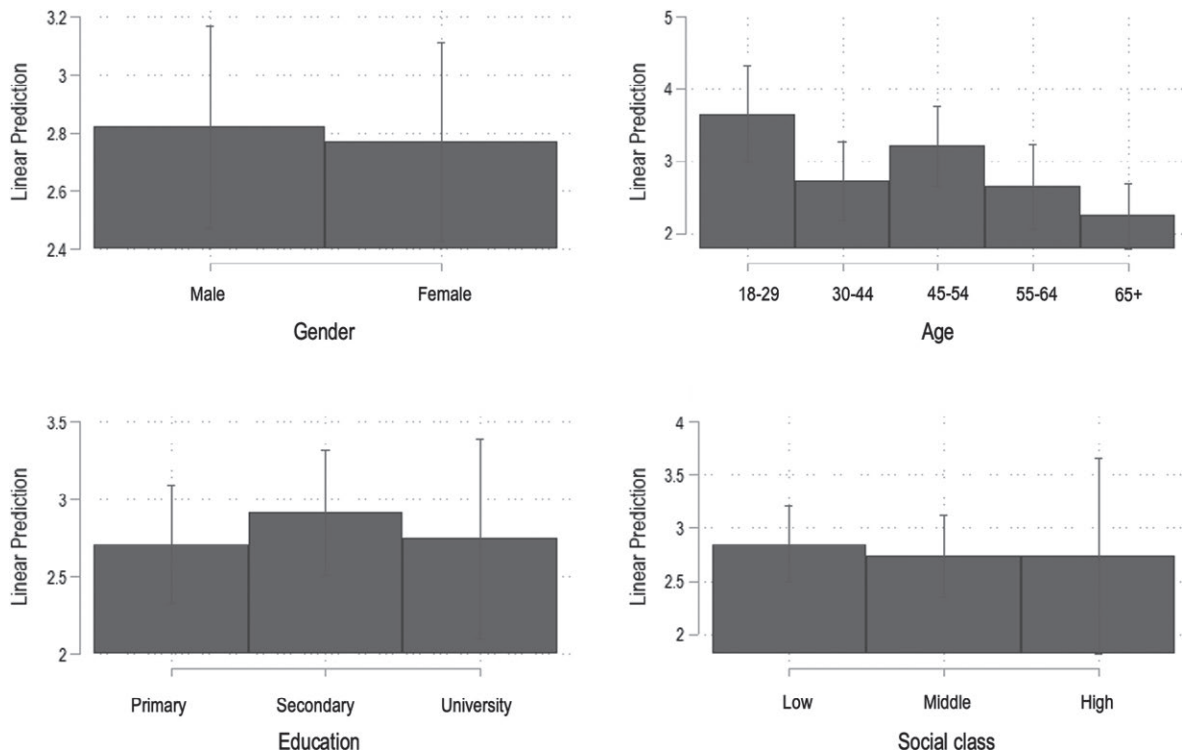 Linear Prediction
3.2
3
2.8
2.6
2.4
Male Female
Gender
Linear Prediction
5
4
3
2
18-29 30-44 45-54 55-64 65+
Age
Linear Prediction
3.5
3
2.5
2
Primary Secondary University
Education
Linear Prediction
4
3.5
3
2.5
2
Low Middle High
Social class